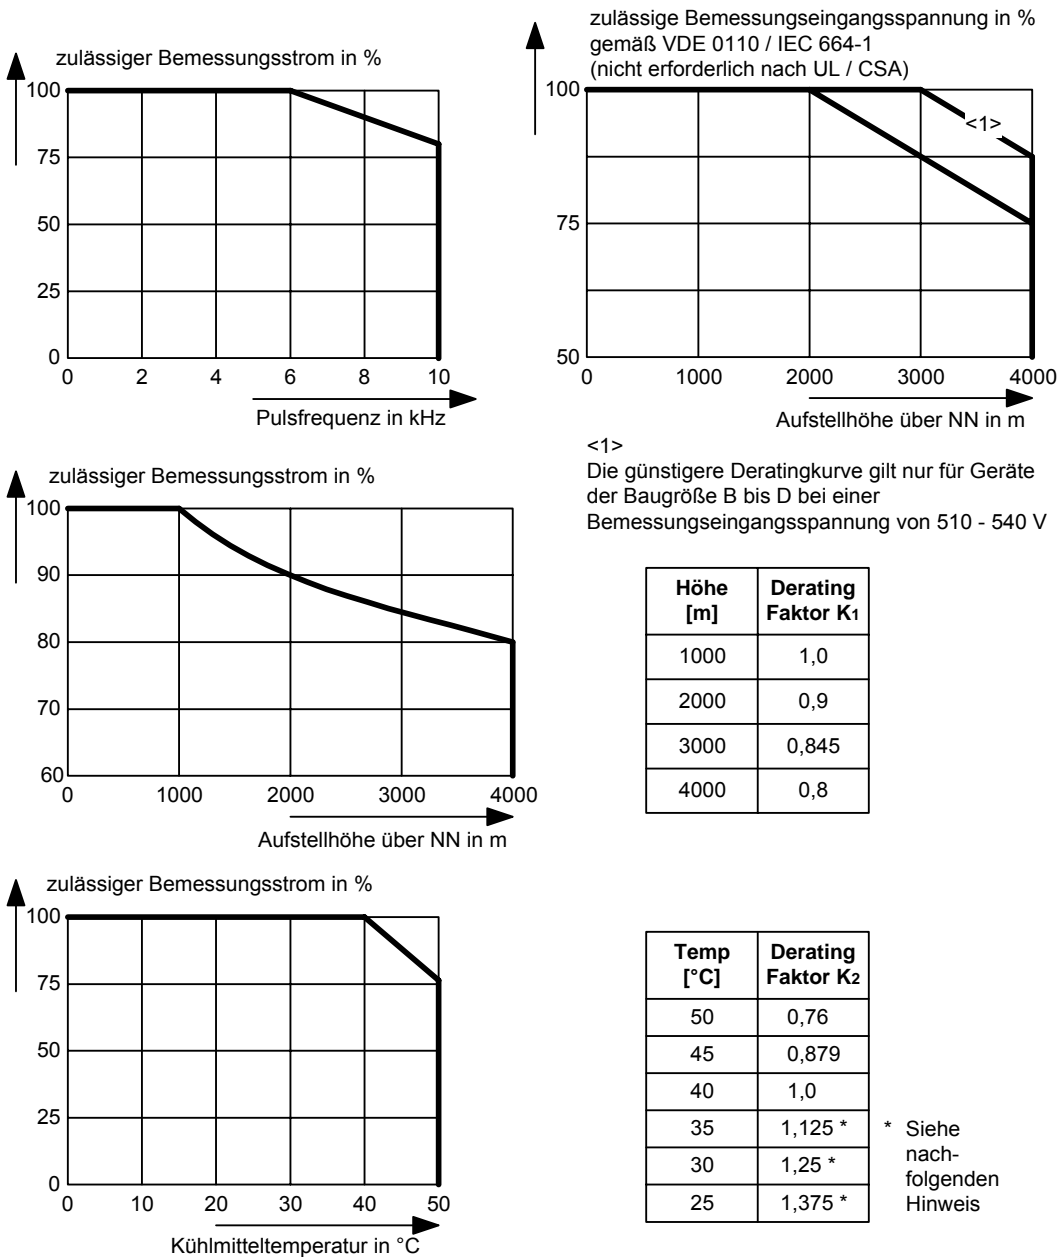 zulässiger Bemessungsstrom in %
100
75
50
25
0
0 2 4 6 8 10
Pulsfrequenz in kHz
zulässige Bemessungseingangsspannung in %
gemäß VDE 0110 / IEC 664-1
(nicht erforderlich nach UL / CSA)
100
<1>
75
50
0 1000 2000 3000 4000
Aufstellhöhe über NN in m
<1>
Die günstigere Deratingkurve gilt nur für Geräte
der Baugröße B bis D bei einer
Bemessungseingangsspannung von 510 - 540 V
zulässiger Bemessungsstrom in %
100
90
80
70
60
0 1000 2000 3000 4000
Aufstellhöhe über NN in m
Höhe [m] Derating Faktor K1
1000 1,0
2000 0,9
3000 0,845
4000 0,8
zulässiger Bemessungsstrom in %
100
75
50
25
0
0 10 20 30 40 50
Kühlmitteltemperatur in °C
Temp [°C] Derating Faktor K2
50 0,76
45 0,879
40 1,0
35 1,125 *
30 1,25 *
25 1,375 *
* Siehe
nach-
folgenden
Hinweis